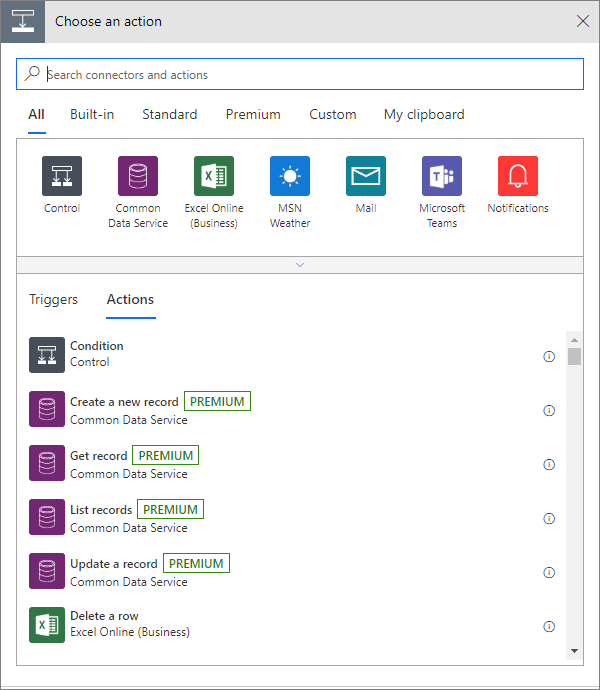 Choose an action
Search connectors and actions
All Built-in Standard Premium Custom My clipboard
Control Common Excel Online MSN Mail Microsoft Notifications
Data Service (Business) Weather Teams
Triggers Actions
Condition
Control
Create a new record PREMIUM
Common Data Service
Get record PREMIUM
Common Data Service
List records PREMIUM
Common Data Service
Update a record PREMIUM
Common Data Service
Delete a row
Excel Online (Business)